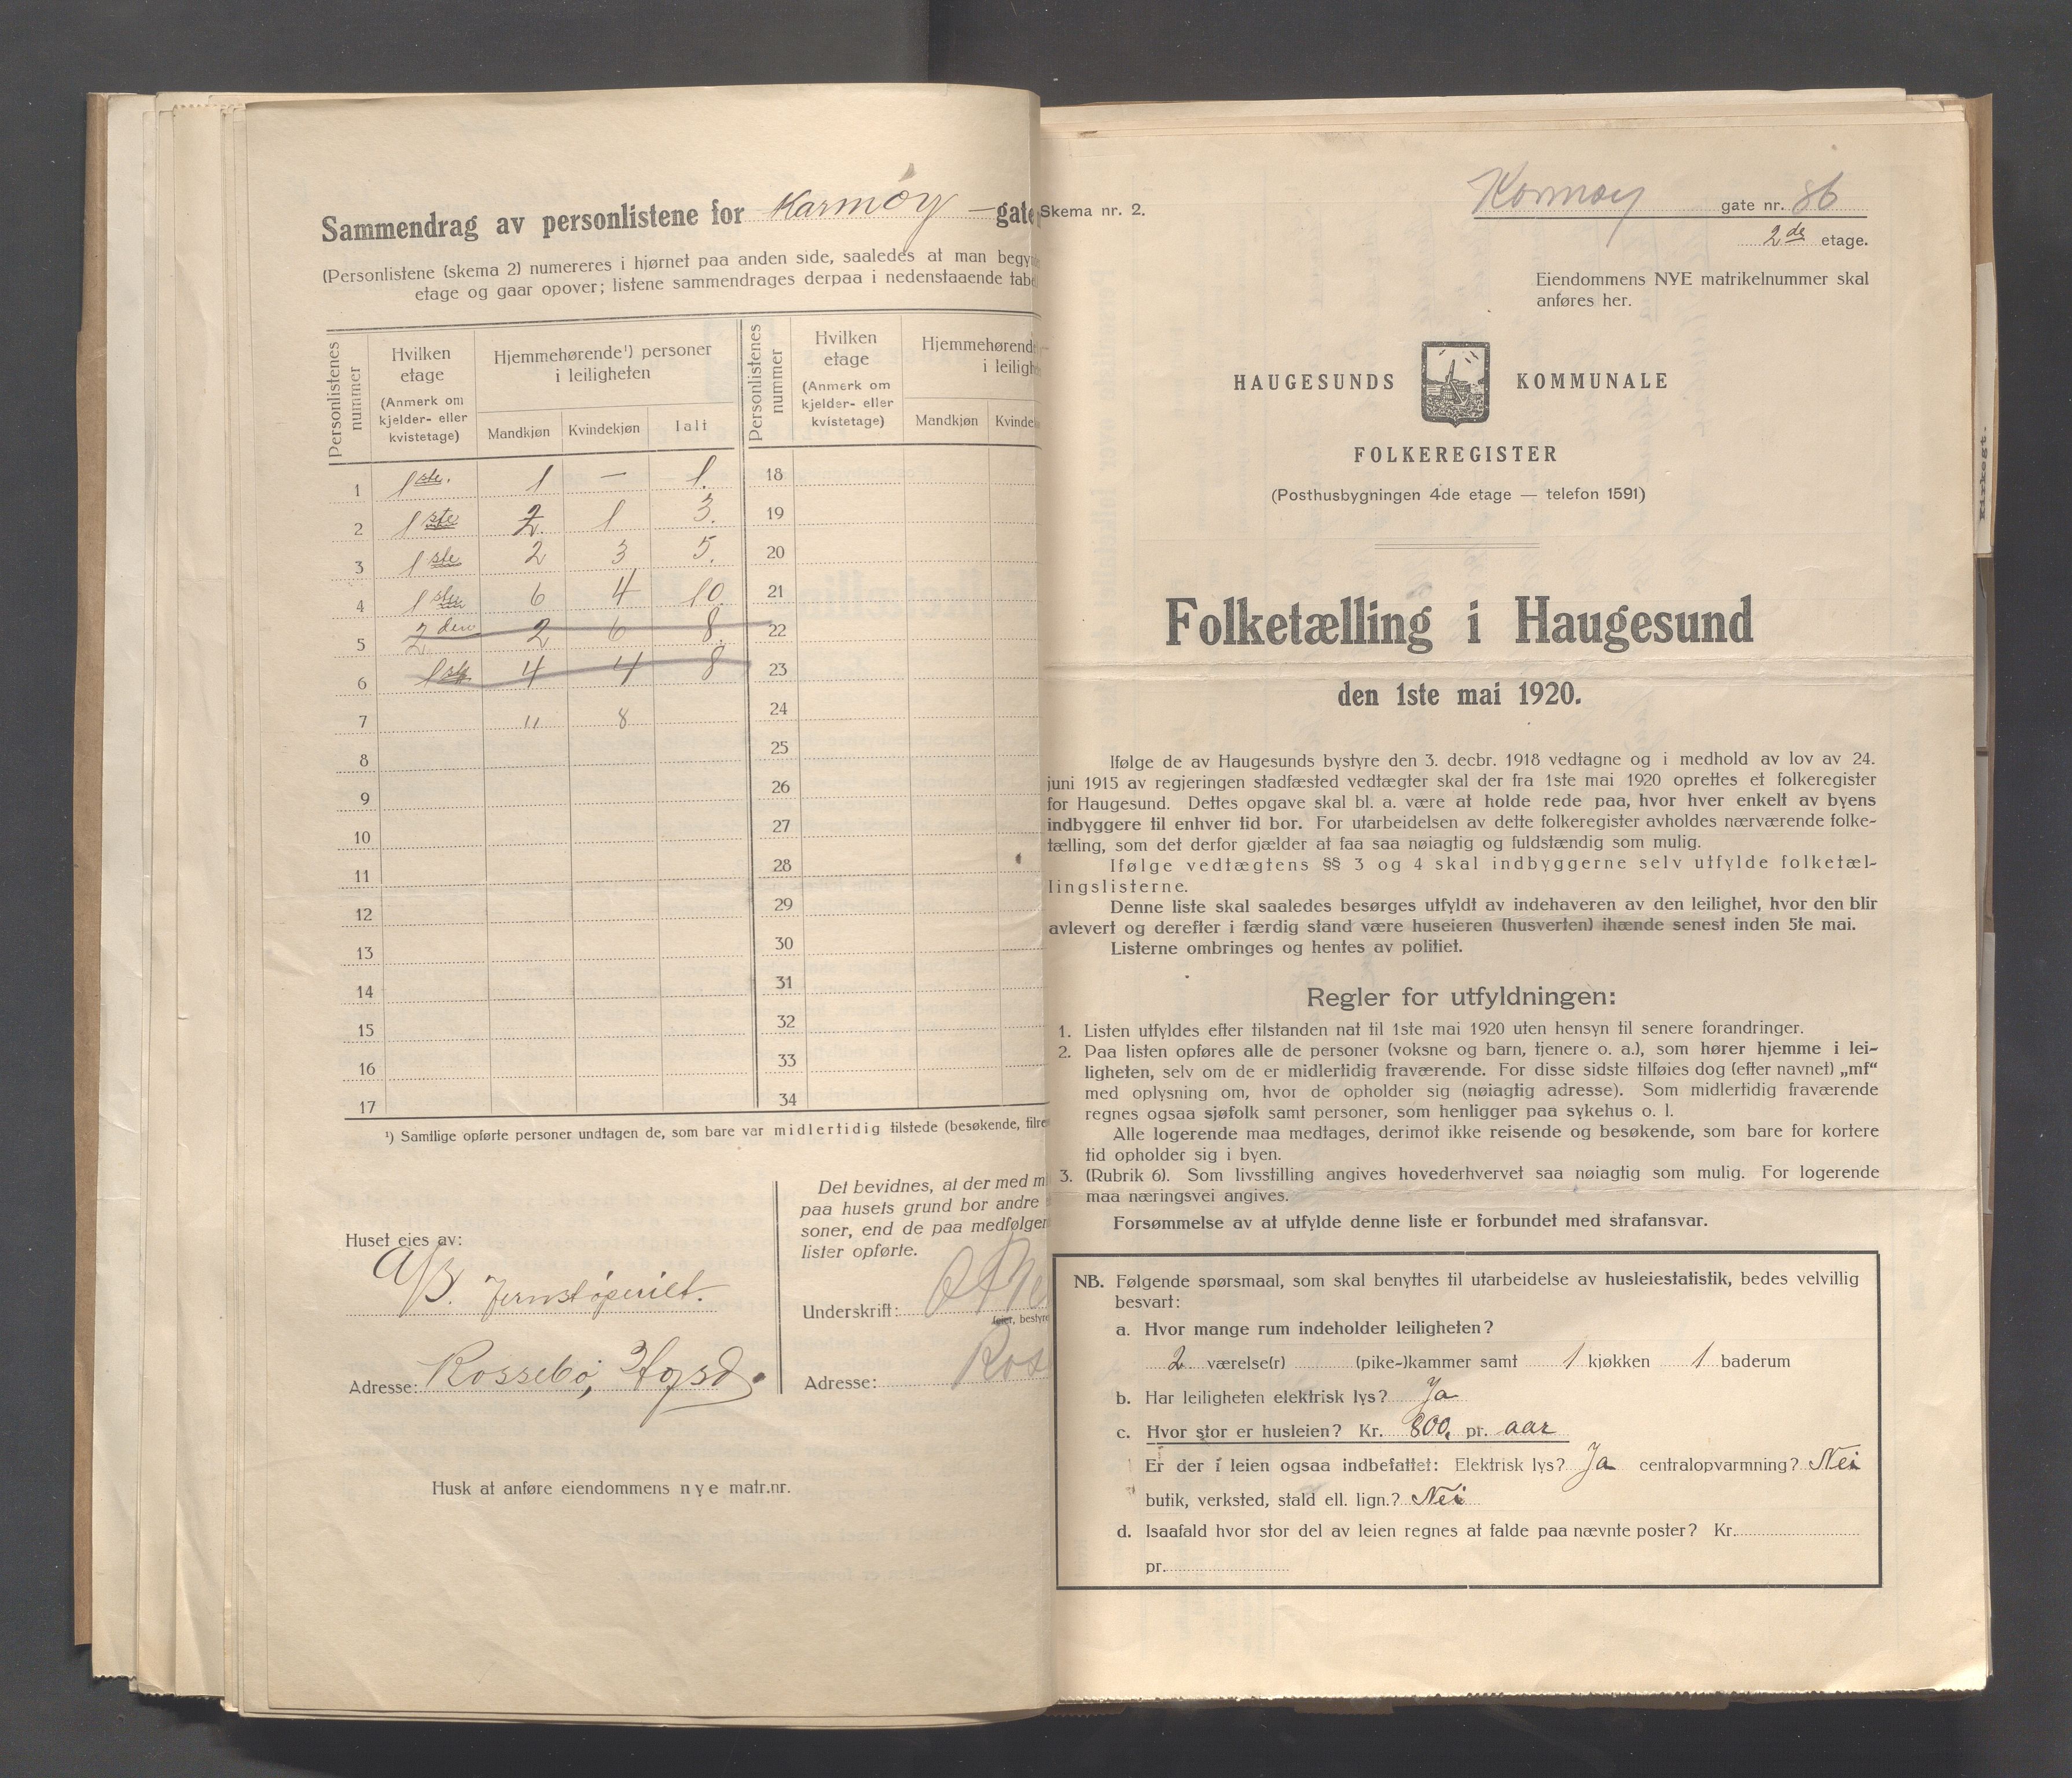 Sammendrag av personlistene for Karmøy – gate
(Personlistene (skema 2) numereres i hjørnet paa anden side, saaledes at man begyn
etage og gaar opover; listene sammendrages derpaa i nedenstaaende tabe
Personlistenes nummer
Hvilken etage
(Anmerk om kjelder- eller kvistetage)
Hjemmehørende¹) personer i leiligheten
Mandkjøn Kvindekjøn Ialt
Personlistenes nummer
Hvilken etage
(Anmerk om kjelder- eller kvistetage)
Hjemmehørend
i leiligh
Mandkjøn Kvinde
1 1ste. 1 — 1. 18
2 1ste 2. 1 3. 19
3 1ste 2 3 5. 20
4 1ste 6 4 10. 21
5 2den 2 6 8. 22
6 1ste 4 4 8 23
7 11 8 24
8 25
9 26
10 27
11 28
12 29
13 30
14 31
15 32
16 33
17 34
¹) Samtlige opførte personer undtagen de, som bare var midlertidig tilstede (besøkende, tilre
Huset eies av:
A/S. Jernstøperiet.
Adresse: Rossebø, Hgsd.
Det bevidnes, at der med m
paa husets grund bor andre
soner, end de paa medfølgen
lister opførte.
Underskrift:
(eier, bestyre
Adresse: Ross
Husk at anføre eiendommens nye matr.nr.
Skema nr. 2.
Karmøy gate nr. 86
2de etage.
Eiendommens NYE matrikelnummer skal
anføres her.
HAUGESUNDS KOMMUNALE
FOLKEREGISTER
(Posthusbygningen 4de etage — telefon 1591)
Folketælling i Haugesund
den 1ste mai 1920.
Ifølge de av Haugesunds bystyre den 3. decbr. 1918 vedtagne og i medhold av lov av 24.
juni 1915 av regjeringen stadfæsted vedtægter skal der fra 1ste mai 1920 oprettes et folkeregister
for Haugesund. Dettes opgave skal bl. a. være at holde rede paa, hvor hver enkelt av byens
indbyggere til enhver tid bor. For utarbeidelsen av dette folkeregister avholdes nærværende folke-
tælling, som det derfor gjælder at faa saa nøiagtig og fuldstændig som mulig.
Ifølge vedtægtens §§ 3 og 4 skal indbyggerne selv utfylde folketæl-
lingslisterne.
Denne liste skal saaledes besørges utfyldt av indehaveren av den leilighet, hvor den blir
avlevert og derefter i færdig stand være huseieren (husverten) ihænde senest inden 5te mai.
Listerne ombringes og hentes av politiet.
Regler for utfyldningen:
1. Listen utfyldes efter tilstanden nat til 1ste mai 1920 uten hensyn til senere forandringer.
2. Paa listen opføres alle de personer (voksne og barn, tjenere o. a.), som hører hjemme i lei-
ligheten, selv om de er midlertidig fraværende. For disse sidste tilføies dog (efter navnet) „mf“
med oplysning om, hvor de opholder sig (nøiagtig adresse). Som midlertidig fraværende
regnes ogsaa sjøfolk samt personer, som henligger paa sykehus o. l.
Alle logerende maa medtages, derimot ikke reisende og besøkende, som bare for kortere
tid opholder sig i byen.
3. (Rubrik 6). Som livsstilling angives hovederhvervet saa nøiagtig som mulig. For logerende
maa næringsvei angives.
Forsømmelse av at utfylde denne liste er forbundet med strafansvar.
NB. Følgende spørsmaal, som skal benyttes til utarbeidelse av husleiestatistik, bedes velvillig
besvart:
a. Hvor mange rum indeholder leiligheten?
2 værelse(r) (pike-)kammer samt 1 kjøkken 1 baderum
b. Har leiligheten elektrisk lys? Ja
c. Hvor stor er husleien? Kr. 800, pr. aar
Er der i leien ogsaa indbefattet: Elektrisk lys? Ja centralopvarmning? Nei
butik, verksted, stald ell. lign.? Nei
d. Isaafald hvor stor del av leien regnes at falde paa nævnte poster? Kr.
pr.
Kirkegt.